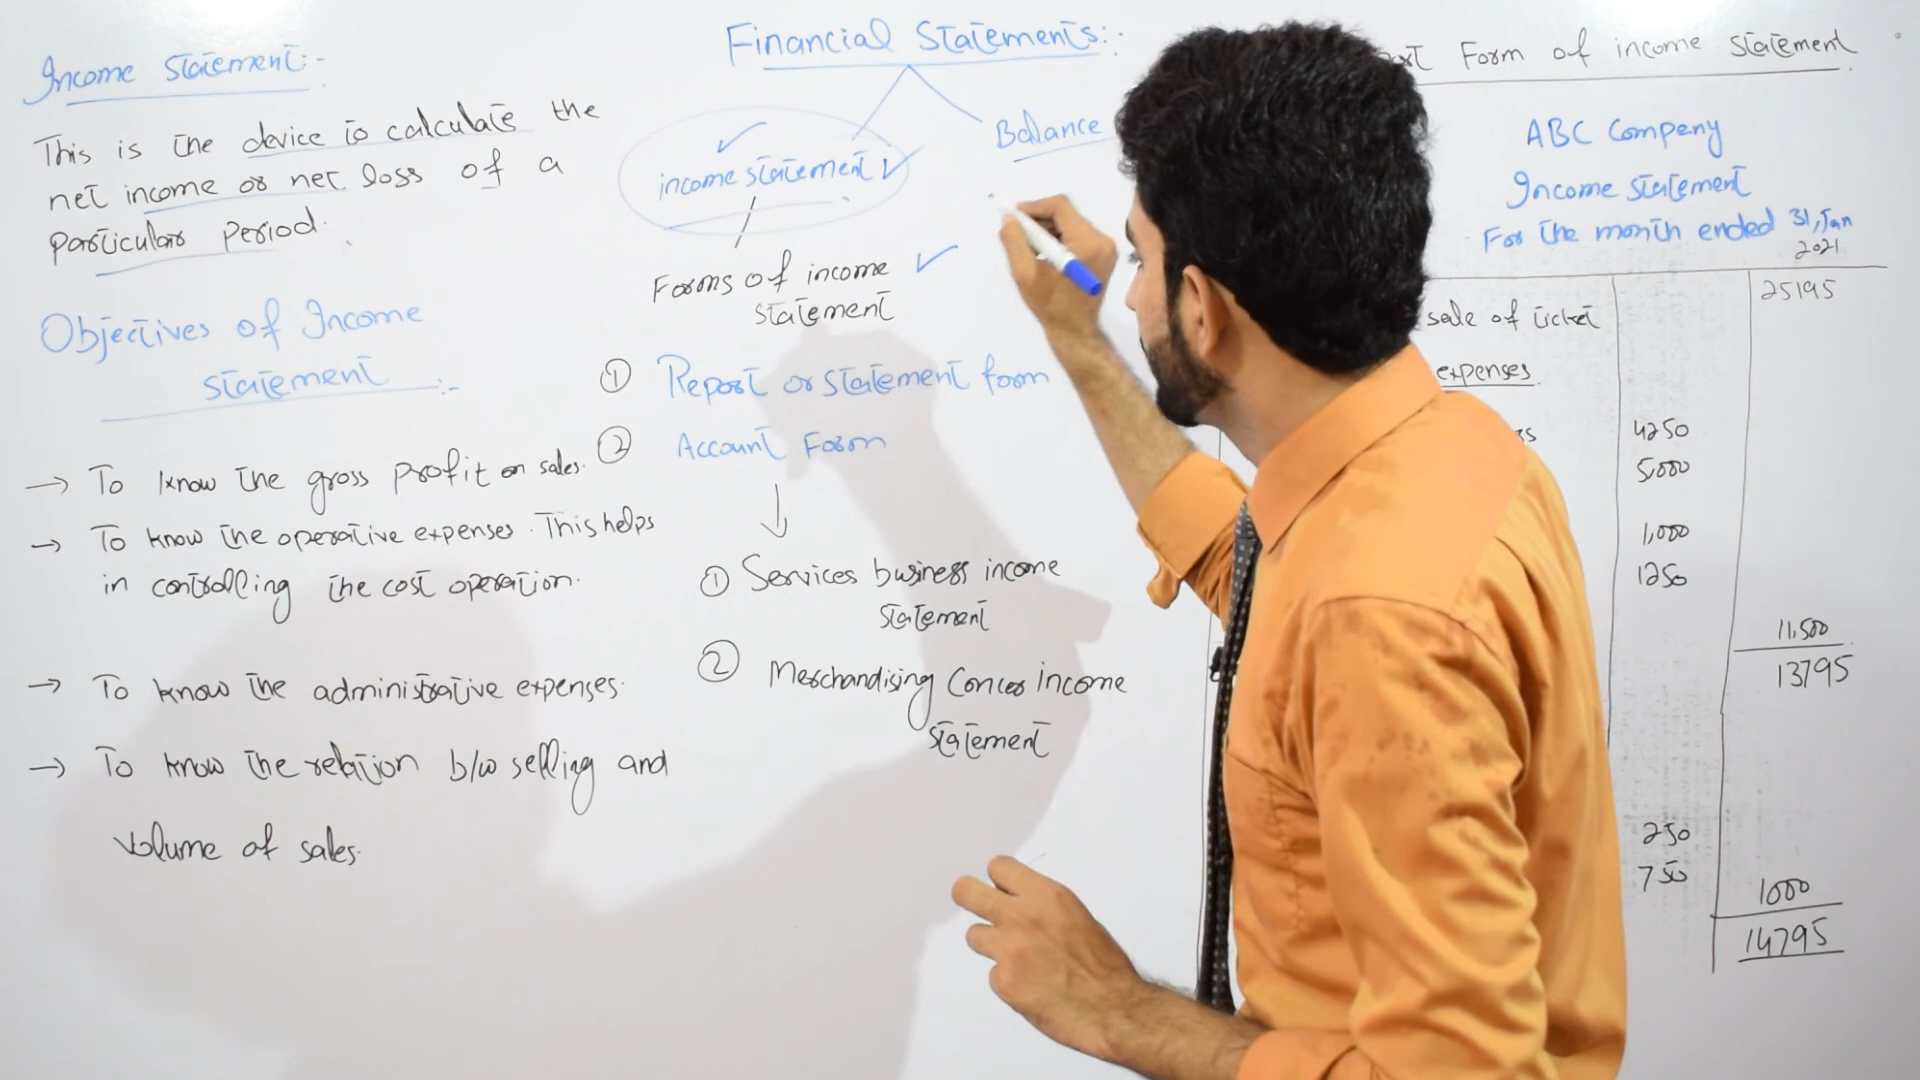 Income Statement:-
This is the device to calculate the
net income or net loss of a
particular period.
Objectives of Income
statement :-
→ To know the gross profit on sales.
→ To know the operative expenses. This helps
in controlling the cost operation.
→ To know the administrative expenses.
→ To know the relation b/w selling and
volume of sales.
Financial Statements:-
income statement
Balance
Forms of income
statement
① Report or statement form
② Account Form
① Services business income
statement
② Merchandising Concer income
statement
Form of income statement
ABC Company
Income statement
For the month ended 31, Jan
2021
sale of ticket 25195
expenses
4250
5,000
1,000
1250
11,500
13795
250
750 1000
14795